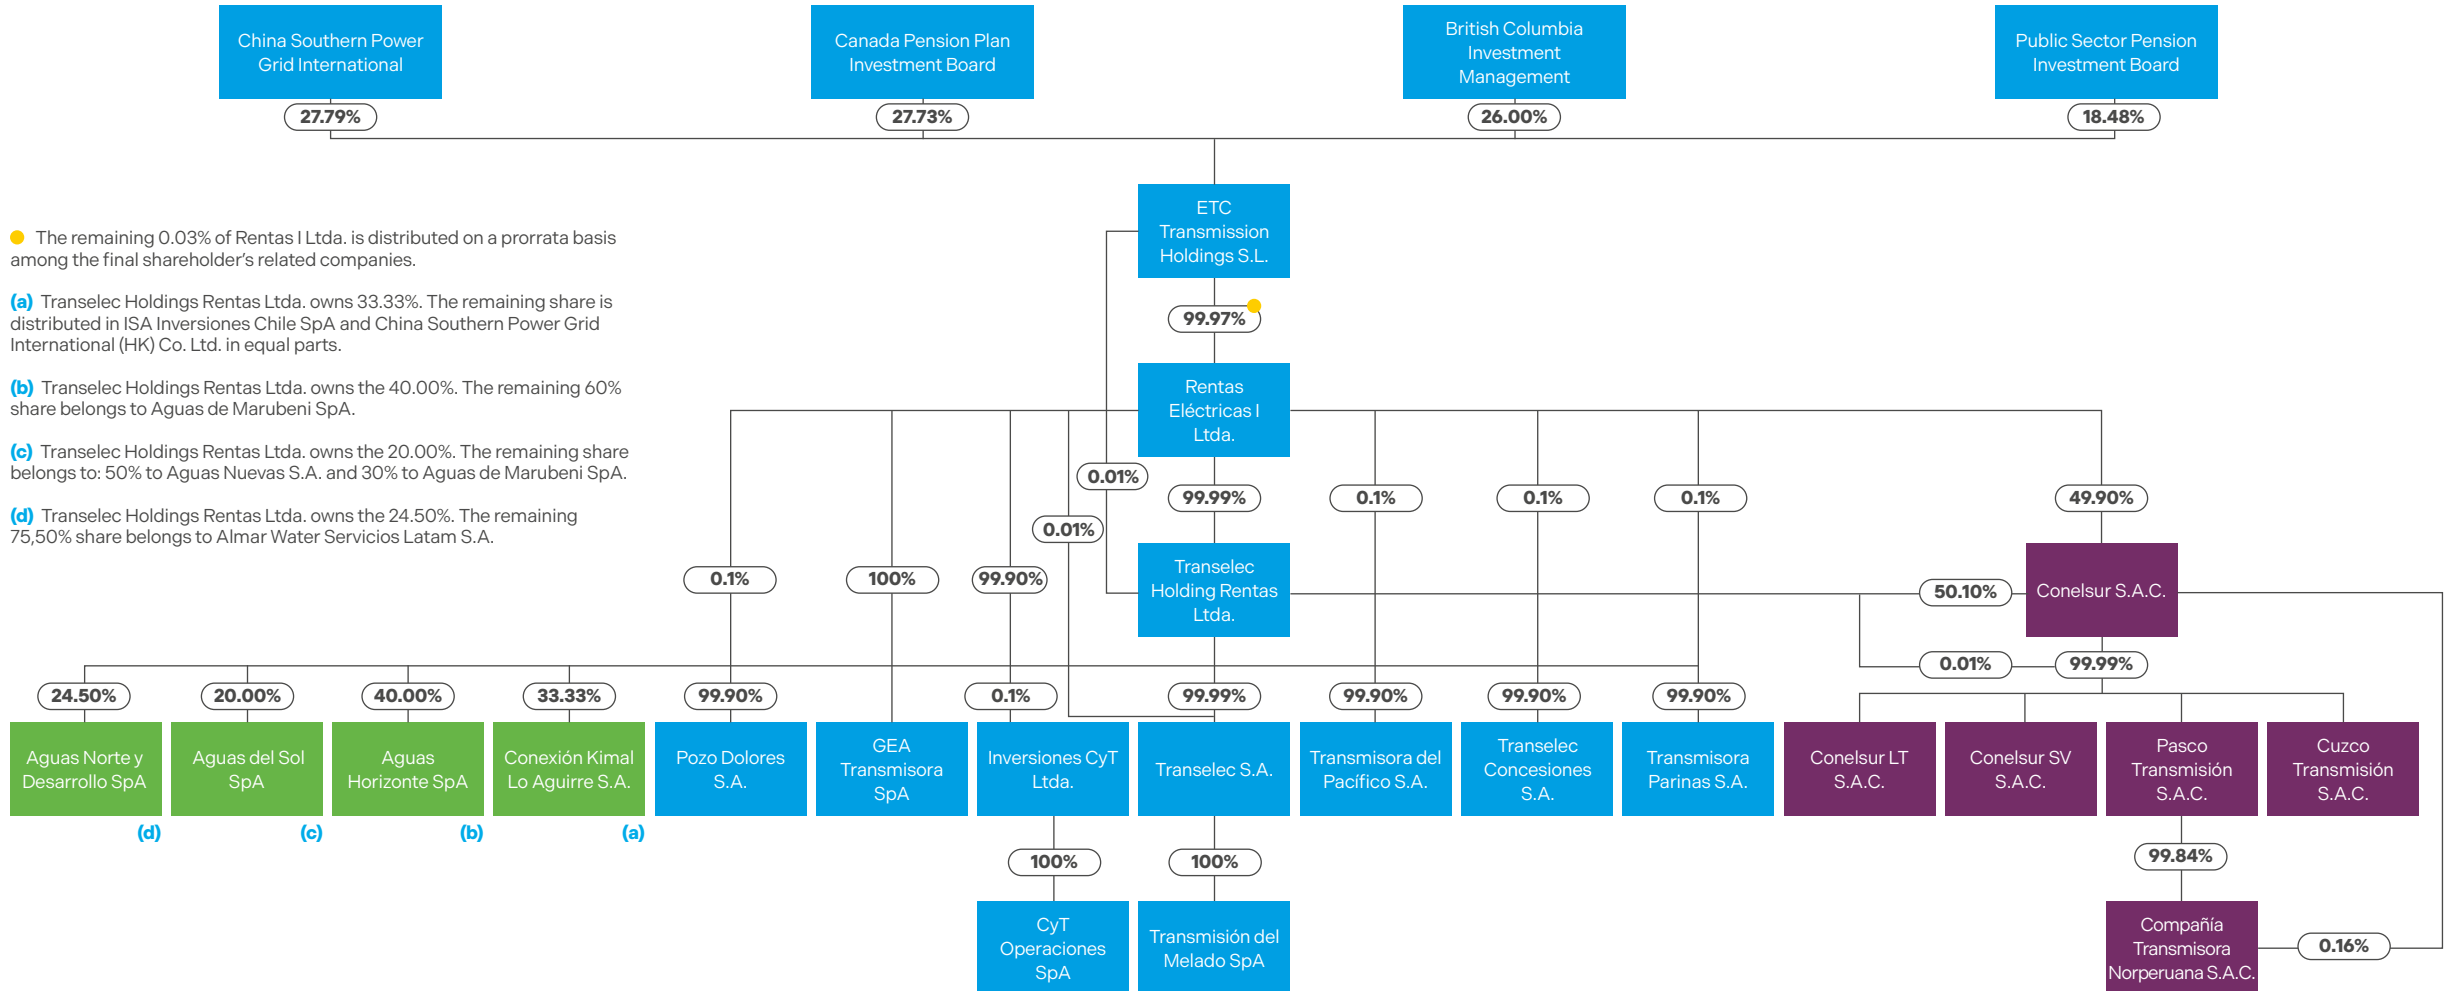 China Southern Power
Grid International
Canada Pension Plan
Investment Board
British Columbia
Investment
Management
Public Sector Pension
Investment Board
27.79%
27.73%
26.00%
18.48%
ETC
Transmission
Holdings S.L.
The remaining 0.03% of Rentas I Ltda. is distributed on a prorrata basis
among the final shareholder's related companies.
(a) Transelec Holdings Rentas Ltda. owns 33.33%. The remaining share is
distributed in ISA Inversiones Chile SpA and China Southern Power Grid
International (HK) Co. Ltd. in equal parts.
(b) Transelec Holdings Rentas Ltda. owns the 40.00%. The remaining 60%
share belongs to Aguas de Marubeni SpA.
(c) Transelec Holdings Rentas Ltda. owns the 20.00%. The remaining share
belongs to: 50% to Aguas Nuevas S.A. and 30% to Aguas de Marubeni SpA.
(d) Transelec Holdings Rentas Ltda. owns the 24.50%. The remaining
75,50% share belongs to Almar Water Servicios Latam S.A.
99.97%
Rentas
Eléctricas I
Ltda.
0.01%
99.99%
0.1%
0.1%
0.1%
49.90%
0.01%
0.1%
100%
99.90%
Transelec
Holding Rentas
Ltda.
50.10%
Conelsur S.A.C.
0.01%
99.99%
24.50%
20.00%
40.00%
33.33%
99.90%
0.1%
99.99%
99.90%
99.90%
99.90%
Aguas Norte y
Desarrollo SpA
Aguas del Sol
SpA
Aguas
Horizonte SpA
Conexión Kimal
Lo Aguirre S.A.
Pozo Dolores
S.A.
GEA
Transmisora
SpA
Inversiones CyT
Ltda.
Transelec S.A.
Transmisora del
Pacífico S.A.
Transelec
Concesiones
S.A.
Transmisora
Parinas S.A.
Conelsur LT
S.A.C.
Conelsur SV
S.A.C.
Pasco
Transmisión
S.A.C.
Cuzco
Transmisión
S.A.C.
(d)
(c)
(b)
(a)
100%
100%
99.84%
CyT
Operaciones
SpA
Transmisión del
Melado SpA
Compañía
Transmisora
Norperuana S.A.C.
0.16%